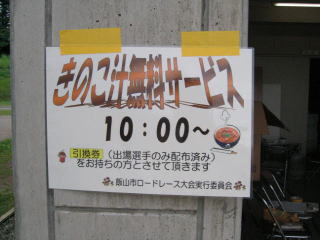 きのこ汁無料サービス
10:00～
引換券（出場選手のみ配布済み）
をお持ちの方とさせて頂きます
飯山市ロードレース大会実行委員会